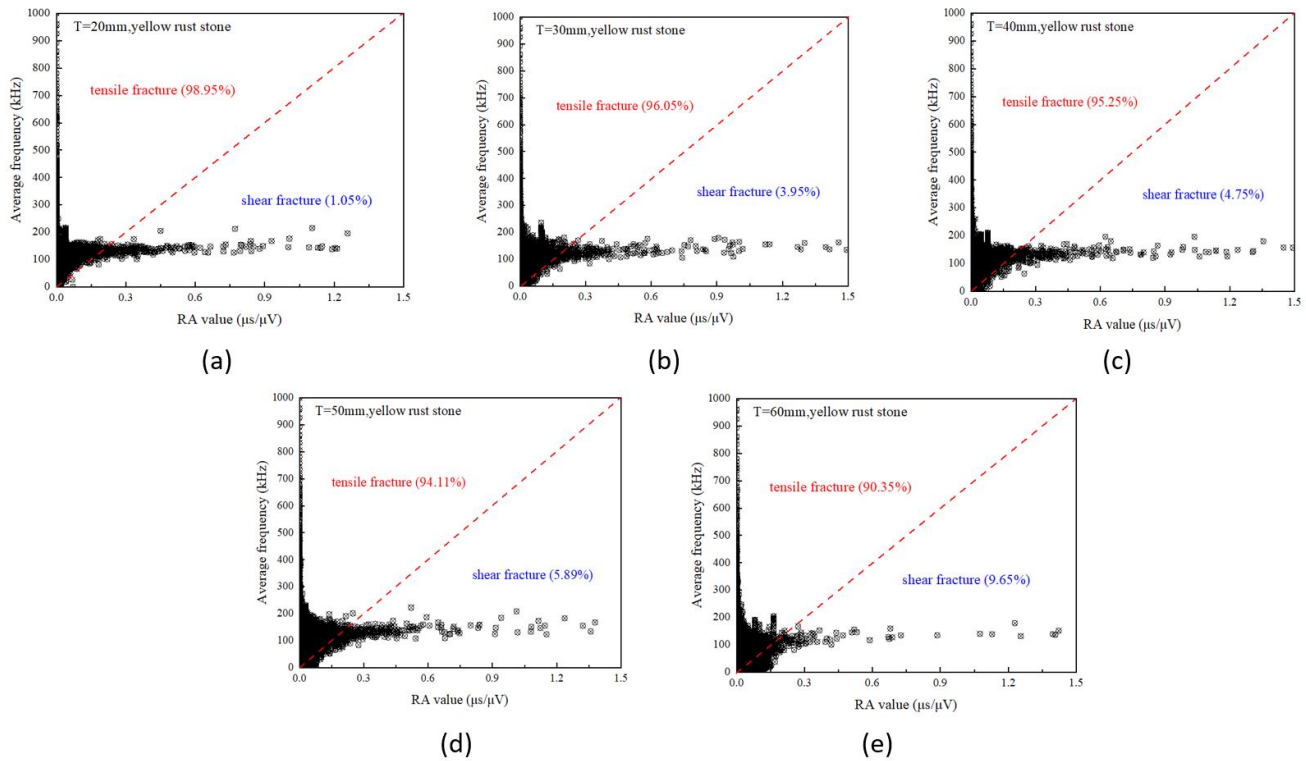 T=20mm,yellow rust stone
tensile fracture (98.95%)
shear fracture (1.05%)
Average frequency (kHz)
1000
900
800
700
600
500
400
300
200
100
0
0.0 0.3 0.6 0.9 1.2 1.5
RA value (μs/μV)
(a)
T=30mm,yellow rust stone
tensile fracture (96.05%)
shear fracture (3.95%)
Average frequency (kHz)
1000
900
800
700
600
500
400
300
200
100
0
0.0 0.3 0.6 0.9 1.2 1.5
RA value (μs/μV)
(b)
T=40mm,yellow rust stone
tensile fracture (95.25%)
shear fracture (4.75%)
Average frequency (kHz)
1000
900
800
700
600
500
400
300
200
100
0
0.0 0.3 0.6 0.9 1.2 1.5
RA value (μs/μV)
(c)
T=50mm,yellow rust stone
tensile fracture (94.11%)
shear fracture (5.89%)
Average frequency (kHz)
1000
900
800
700
600
500
400
300
200
100
0
0.0 0.3 0.6 0.9 1.2 1.5
RA value (μs/μV)
(d)
T=60mm,yellow rust stone
tensile fracture (90.35%)
shear fracture (9.65%)
Average frequency (kHz)
1000
900
800
700
600
500
400
300
200
100
0
0.0 0.3 0.6 0.9 1.2 1.5
RA value (μs/μV)
(e)